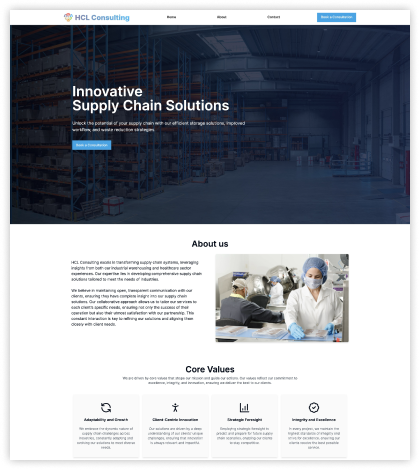 HCL Consulting
Home
About
Contact
Book a Consultation
Innovative
Supply Chain Solutions
Unlock the potential of your supply chain with our efficient storage solutions, improved
workflow, and waste reduction strategies.
Book a Consultation
About us
HCL Consulting excels in transforming supply chain systems, leveraging
insights from both our industrial warehousing and healthcare sector
experiences. Our expertise lies in developing comprehensive supply chain
solutions tailored to meet the needs of industries.
We believe in maintaining open, transparent communication with our
clients, ensuring they have complete insight into our supply chain
solutions. Our collaborative approach allows us to tailor our services to
each client's specific needs, ensuring not only the success of their
operation but also their utmost satisfaction with our partnership. This
constant interaction is key to refining our solutions and aligning them
closely with client needs.
Core Values
We are driven by core values that shape our mission and guide our actions. Our values reflect our commitment to
excellence, integrity, and innovation, ensuring we deliver the best to our clients.
Adaptability and Growth
We embrace the dynamic nature of
supply chain challenges across
industries, constantly adapting and
evolving our solutions to meet diverse
needs.
Client-Centric Innovation
Our solutions are driven by a deep
understanding of our clients' unique
challenges, ensuring that innovation
is always relevant and impactful.
Strategic Foresight
Employing strategic foresight to
predict and prepare for future supply
chain trends, enabling our clients
to stay competitive.
Integrity and Excellence
In every project, we maintain the
highest standards of integrity and
strive for excellence, ensuring our
clients receive the best possible
service.